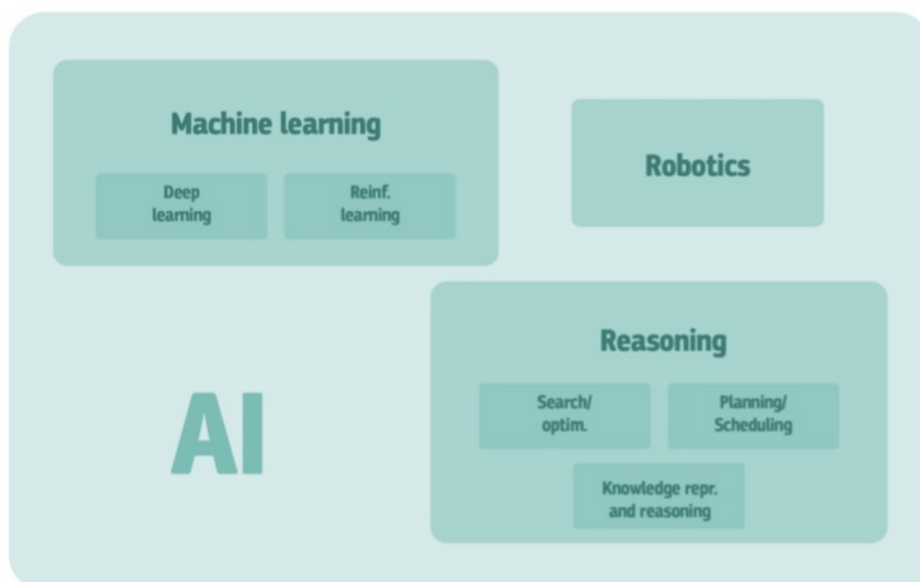 Machine learning
Deep
learning
Reinf.
learning
Robotics
Reasoning
Search/
optim.
Planning/
Scheduling
Knowledge repr.
and reasoning
AI